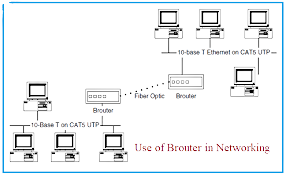 10-base T Ethernet on CAT5 UTP
Brouter
Fiber Optic
Brouter
10-Base T on CAT5 UTP
Use of Brouter in Networking